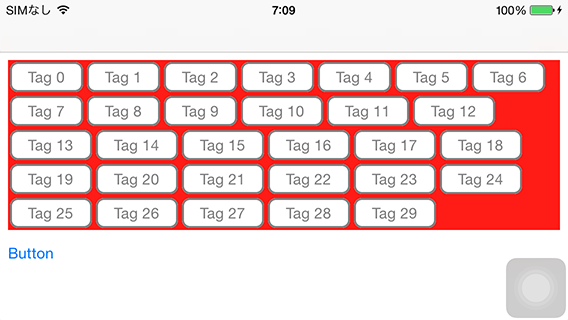 SIMなし 7:09 100%
Tag 0 Tag 1 Tag 2 Tag 3 Tag 4 Tag 5 Tag 6
Tag 7 Tag 8 Tag 9 Tag 10 Tag 11 Tag 12
Tag 13 Tag 14 Tag 15 Tag 16 Tag 17 Tag 18
Tag 19 Tag 20 Tag 21 Tag 22 Tag 23 Tag 24
Tag 25 Tag 26 Tag 27 Tag 28 Tag 29
Button